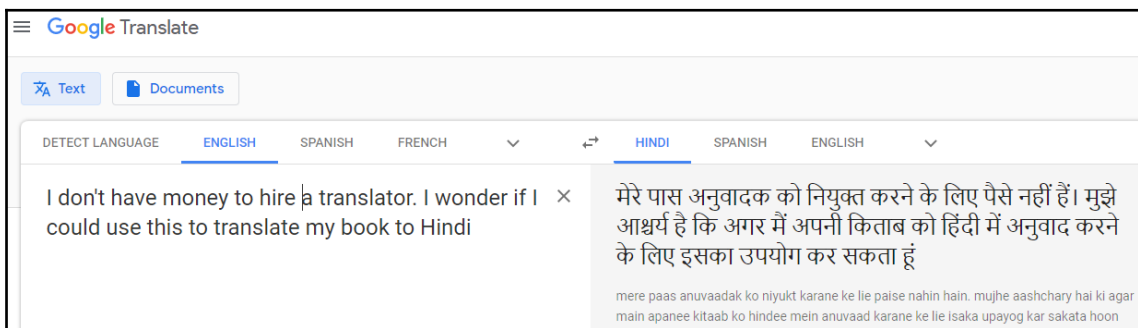 Google Translate
Text Documents
DETECT LANGUAGE ENGLISH SPANISH FRENCH HINDI SPANISH ENGLISH
I don't have money to hire a translator. I wonder if I
could use this to translate my book to Hindi
मेरे पास अनुवादक को नियुक्त करने के लिए पैसे नहीं हैं। मुझे
आश्चर्य है कि अगर मैं अपनी किताब को हिंदी में अनुवाद करने
के लिए इसका उपयोग कर सकता हूं
mere paas anuvaadak ko niyukt karane ke lie paise nahin hain. mujhe aashchary hai ki agar
main apanee kitaab ko hindee mein anuvaad karane ke lie isaka upayog kar sakata hoon